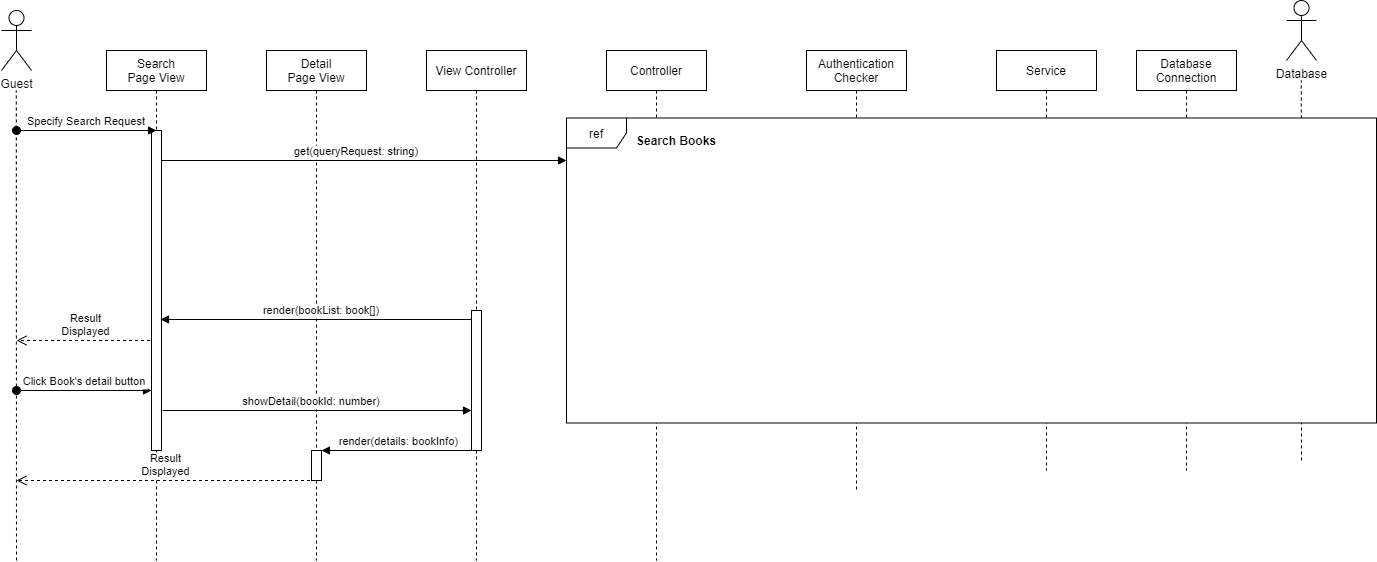 Guest
Search
Page View
Detail
Page View
View Controller
Controller
Authentication
Checker
Service
Database
Connection
Database
Specify Search Request
ref
Search Books
get(queryRequest: string)
render(bookList: book[])
Result
Displayed
Click Book's detail button
showDetail(bookId: number)
render(details: bookInfo)
Result
Displayed